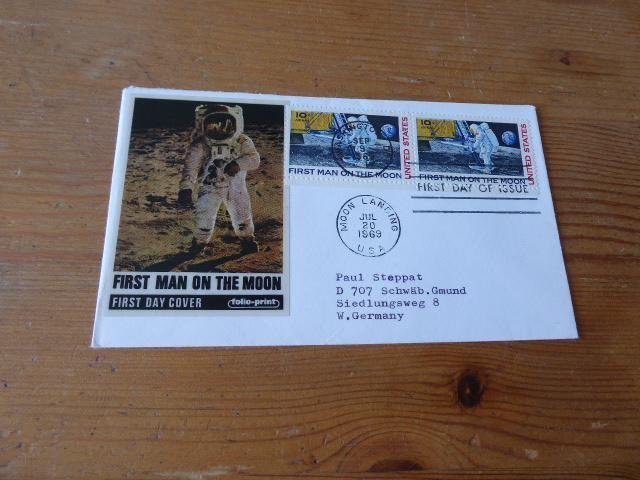 10¢
UNITED STATES
FIRST MAN ON THE MOON
10¢
UNITED STATES
FIRST MAN ON THE MOON
SEP
9
FIRST DAY OF ISSUE
MOON LANDING
JUL
20
1969
USA
FIRST MAN ON THE MOON
FIRST DAY COVER
folio-print
Paul Steppat
D 707 Schwäb.Gmund
Siedlungsweg 8
W.Germany